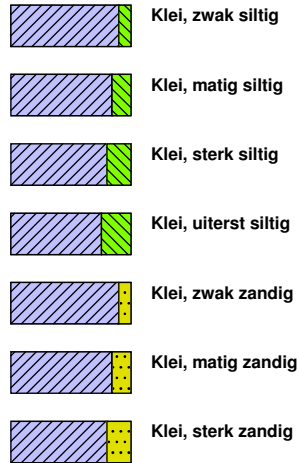 Klei, zwak siltig
Klei, matig siltig
Klei, sterk siltig
Klei, uiterst siltig
Klei, zwak zandig
Klei, matig zandig
Klei, sterk zandig